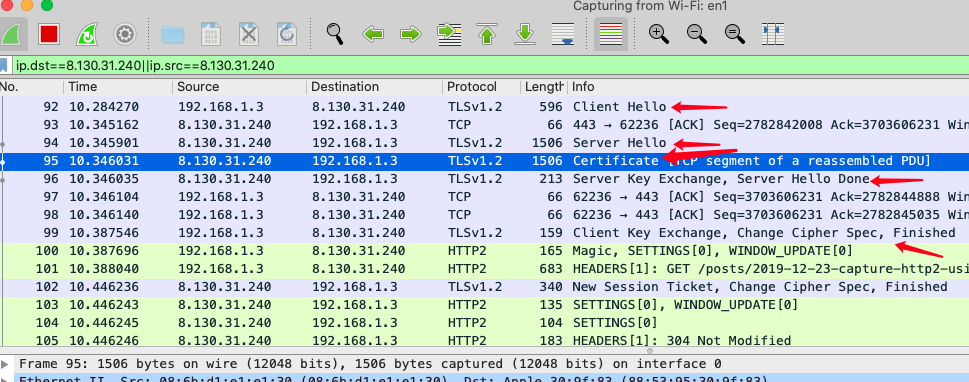 Capturing from Wi-Fi: en1
ip.dst==8.130.31.240||ip.src==8.130.31.240
No. Time Source Destination Protocol Length Info
92 10.284270 192.168.1.3 8.130.31.240 TLSv1.2 596 Client Hello
93 10.345162 8.130.31.240 192.168.1.3 TCP 66 443 → 62236 [ACK] Seq=2782842008 Ack=3703606231 Win
94 10.345901 8.130.31.240 192.168.1.3 TLSv1.2 1506 Server Hello
95 10.346031 8.130.31.240 192.168.1.3 TLSv1.2 1506 Certificate [TCP segment of a reassembled PDU]
96 10.346035 8.130.31.240 192.168.1.3 TLSv1.2 213 Server Key Exchange, Server Hello Done
97 10.346104 192.168.1.3 8.130.31.240 TCP 66 62236 → 443 [ACK] Seq=3703606231 Ack=2782844888 Win
98 10.346140 192.168.1.3 8.130.31.240 TCP 66 62236 → 443 [ACK] Seq=3703606231 Ack=2782845035 Win
99 10.387546 192.168.1.3 8.130.31.240 TLSv1.2 159 Client Key Exchange, Change Cipher Spec, Finished
100 10.387696 192.168.1.3 8.130.31.240 HTTP2 165 Magic, SETTINGS[0], WINDOW_UPDATE[0]
101 10.388040 192.168.1.3 8.130.31.240 HTTP2 683 HEADERS[1]: GET /posts/2019-12-23-capture-http2-usi
102 10.446236 8.130.31.240 192.168.1.3 TLSv1.2 340 New Session Ticket, Change Cipher Spec, Finished
103 10.446243 8.130.31.240 192.168.1.3 HTTP2 135 SETTINGS[0], WINDOW_UPDATE[0]
104 10.446245 8.130.31.240 192.168.1.3 HTTP2 104 SETTINGS[0]
105 10.446246 8.130.31.240 192.168.1.3 HTTP2 183 HEADERS[1]: 304 Not Modified
Frame 95: 1506 bytes on wire (12048 bits), 1506 bytes captured (12048 bits) on interface 0
Ethernet II, Src: 08:6b:d1:e1:e1:30 (08:6b:d1:e1:e1:30), Dst: Apple_30:9f:83 (88:53:95:30:9f:83)